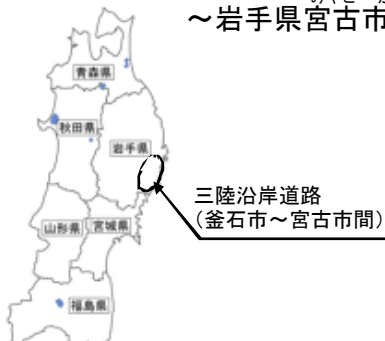 ～岩手県宮古市
青森県
秋田県
岩手県
三陸沿岸道路
（釜石市～宮古市間）
山形県
宮城県
福島県